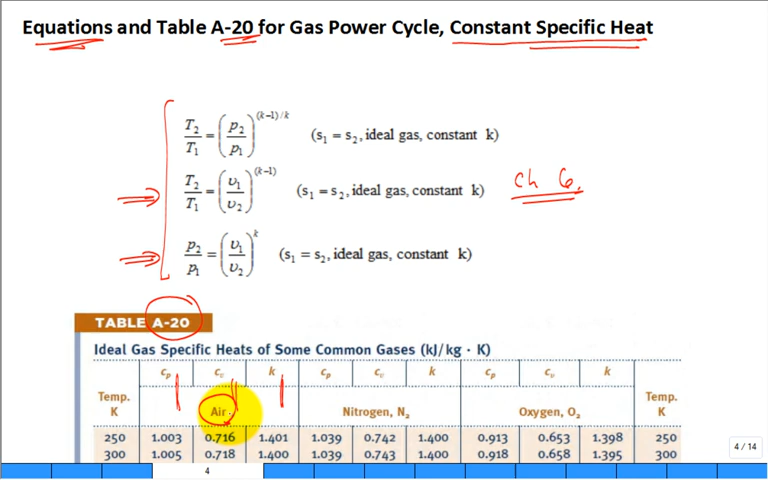 Equations and Table A-20 for Gas Power Cycle, Constant Specific Heat
T₂/T₁ = (p₂/p₁)^(k−1)/k (s₁ = s₂, ideal gas, constant k)
T₂/T₁ = (υ₁/υ₂)^(k−1) (s₁ = s₂, ideal gas, constant k) Ch 6.
p₂/p₁ = (υ₁/υ₂)^k (s₁ = s₂, ideal gas, constant k)
TABLE A-20
Ideal Gas Specific Heats of Some Common Gases (kJ/kg · K)
cₚ cᵥ k cₚ cᵥ k cₚ cᵥ k
Temp. Temp.
K Air Nitrogen, N₂ Oxygen, O₂ K
250 1.003 0.716 1.401 1.039 0.742 1.400 0.913 0.653 1.398 250
300 1.005 0.718 1.400 1.039 0.743 1.400 0.918 0.658 1.395 300
4 / 14
4